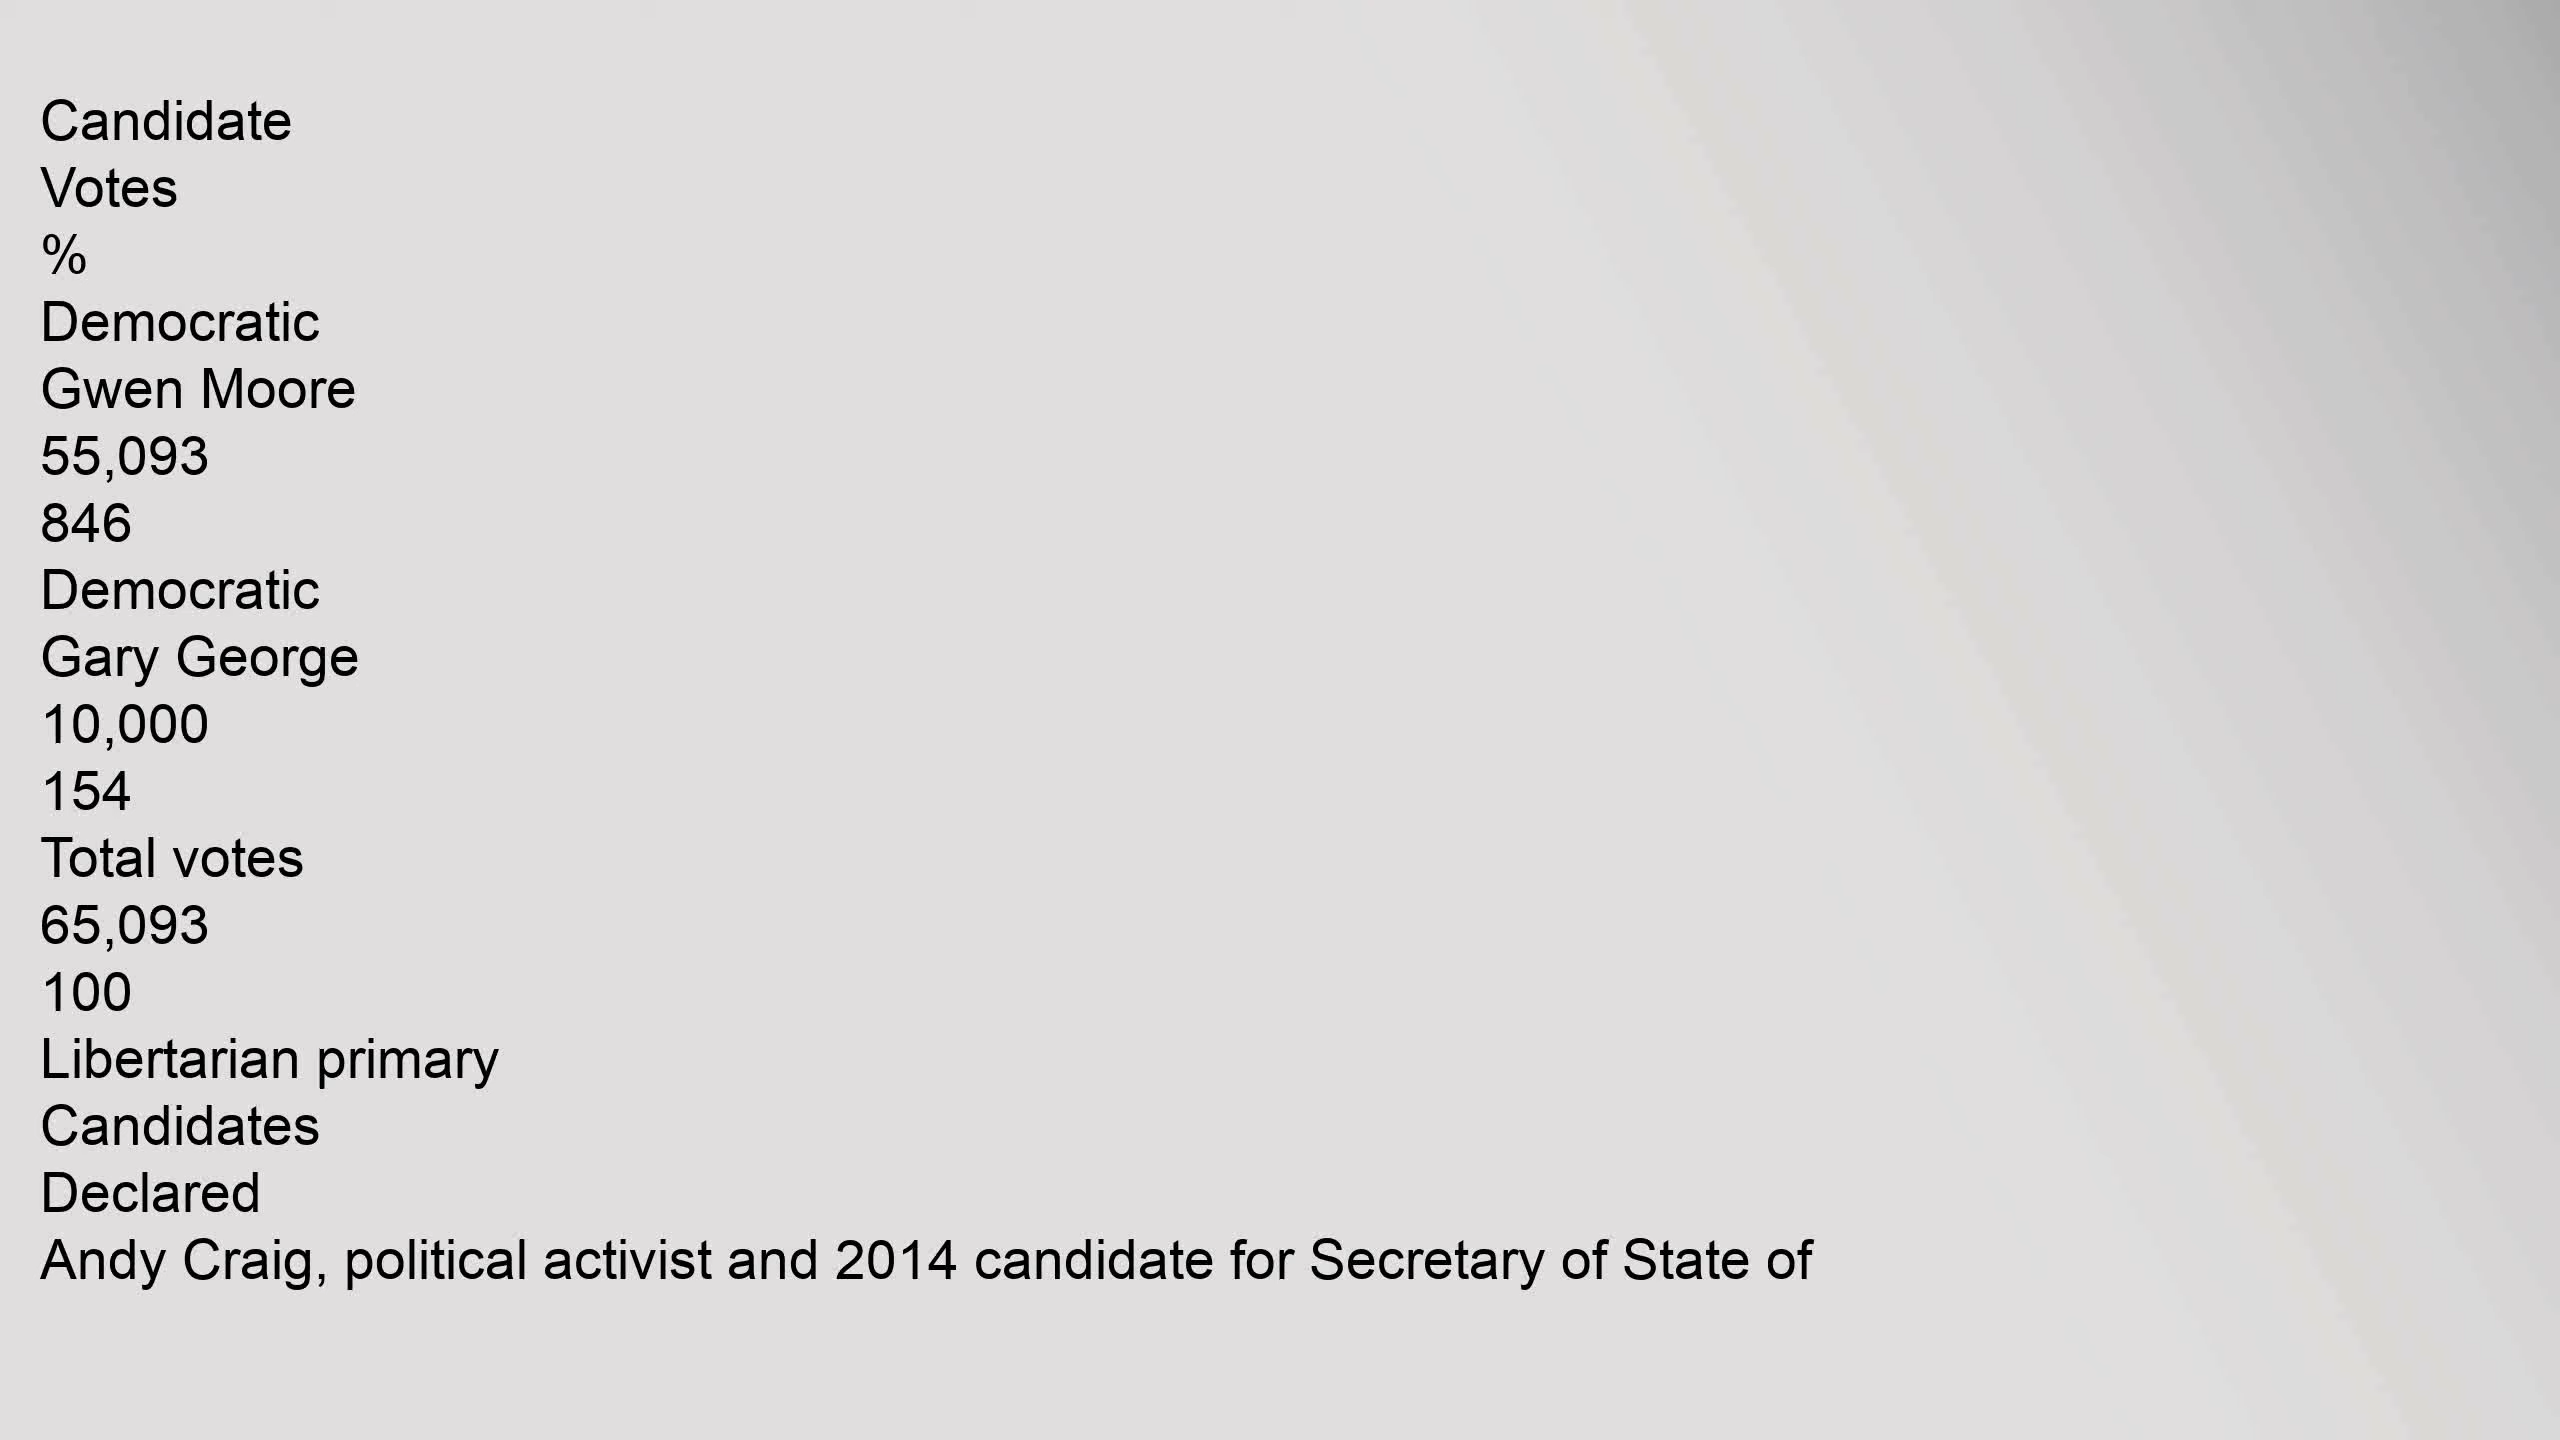 Candidate
Votes
%
Democratic
Gwen Moore
55,093
846
Democratic
Gary George
10,000
154
Total votes
65,093
100
Libertarian primary
Candidates
Declared
Andy Craig, political activist and 2014 candidate for Secretary of State of